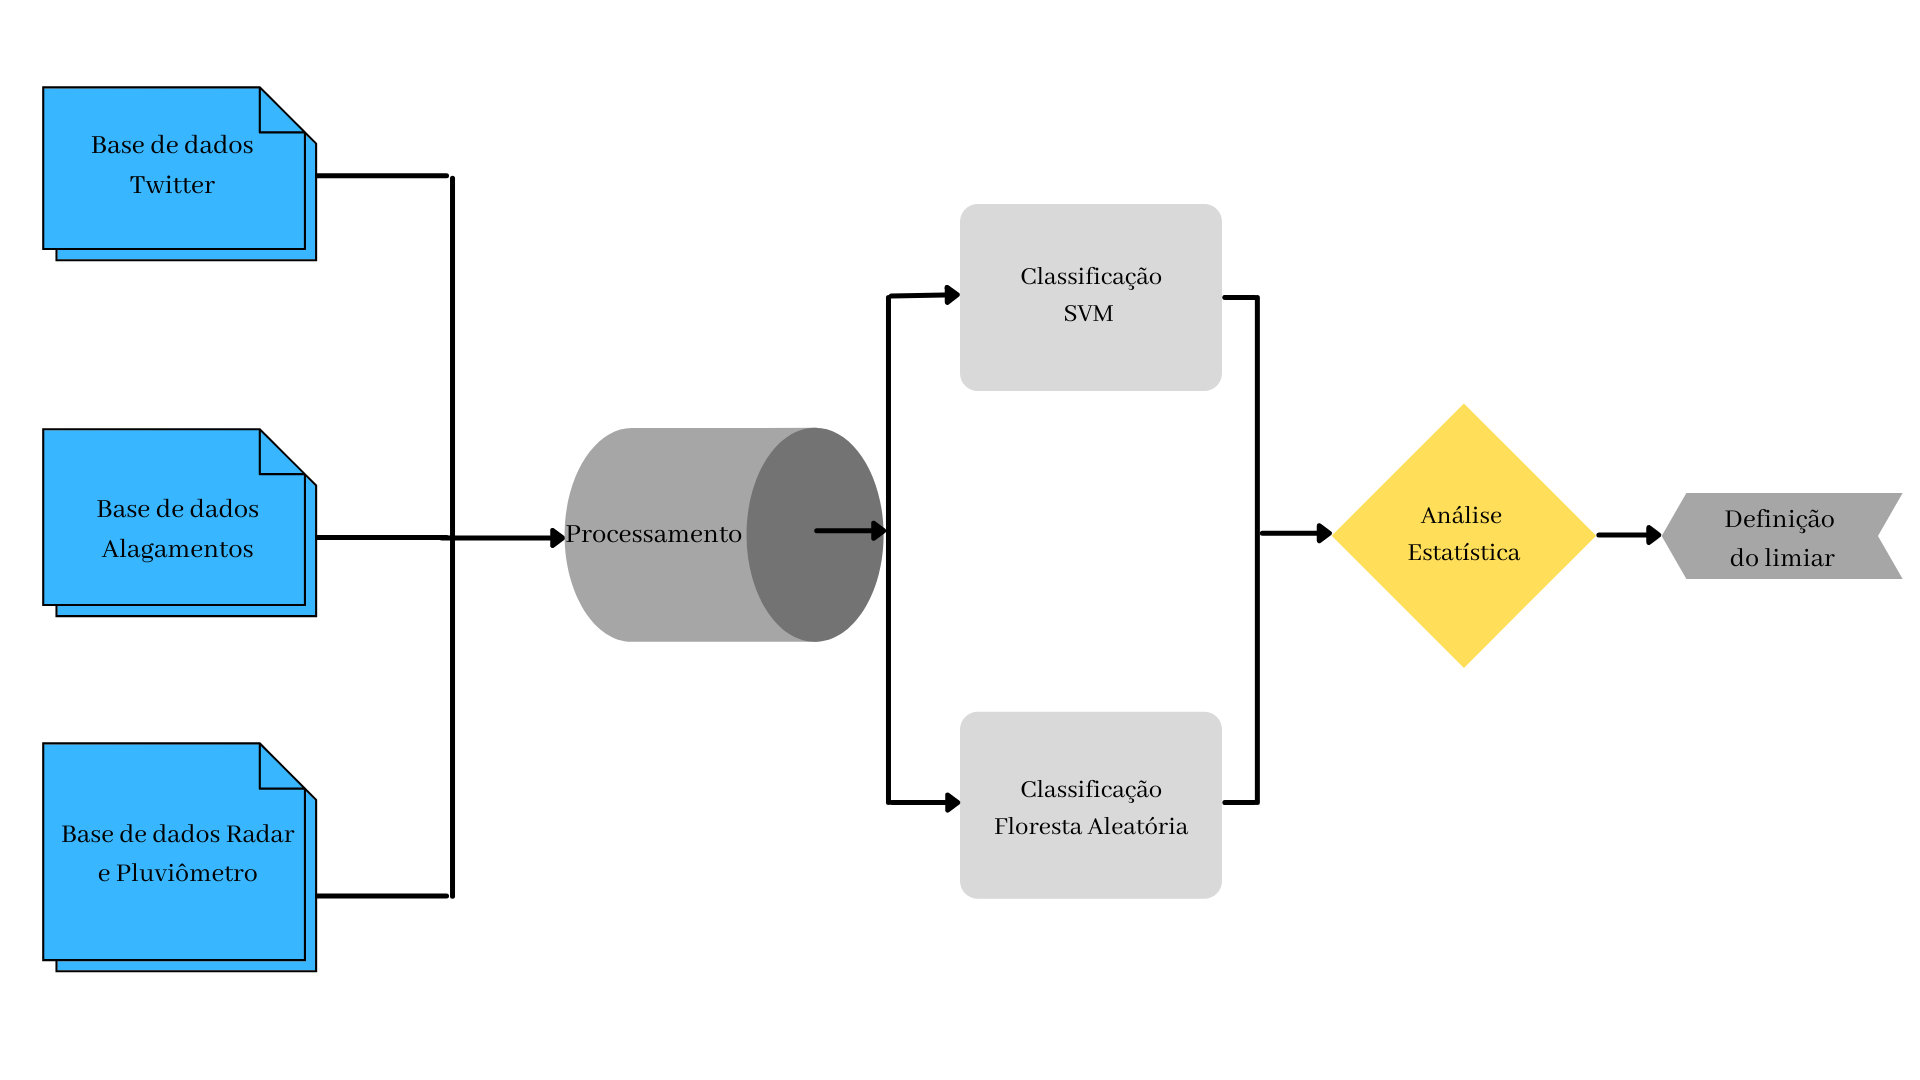 Base de dados
Twitter
Base de dados
Alagamentos
Base de dados Radar
e Pluviômetro
Processamento
Classificação
SVM
Classificação
Floresta Aleatória
Análise
Estatística
Definição
do limiar